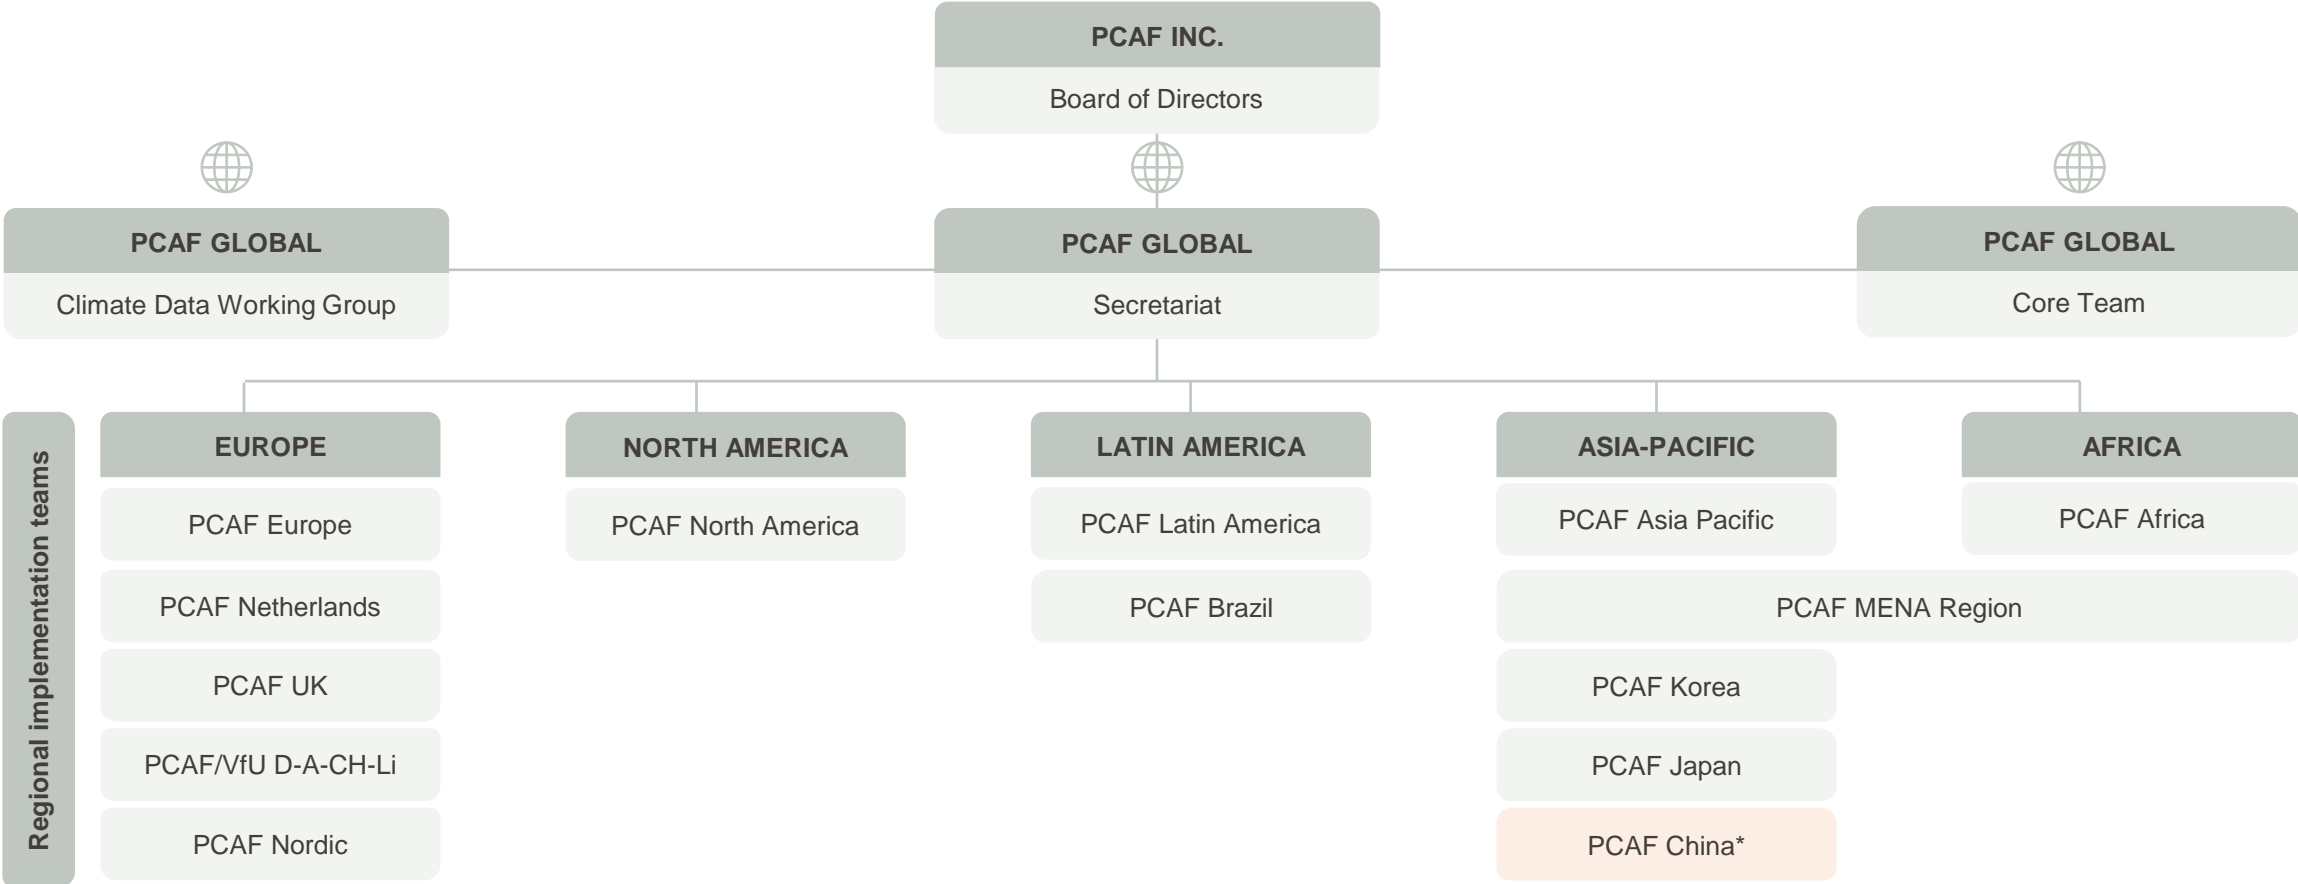 PCAF INC.
Board of Directors
PCAF GLOBAL
Climate Data Working Group
PCAF GLOBAL
Secretariat
PCAF GLOBAL
Core Team
Regional implementation teams
EUROPE
PCAF Europe
PCAF Netherlands
PCAF UK
PCAF/VfU D-A-CH-Li
PCAF Nordic
NORTH AMERICA
PCAF North America
LATIN AMERICA
PCAF Latin America
PCAF Brazil
ASIA-PACIFIC
PCAF Asia Pacific
AFRICA
PCAF Africa
PCAF MENA Region
PCAF Korea
PCAF Japan
PCAF China*